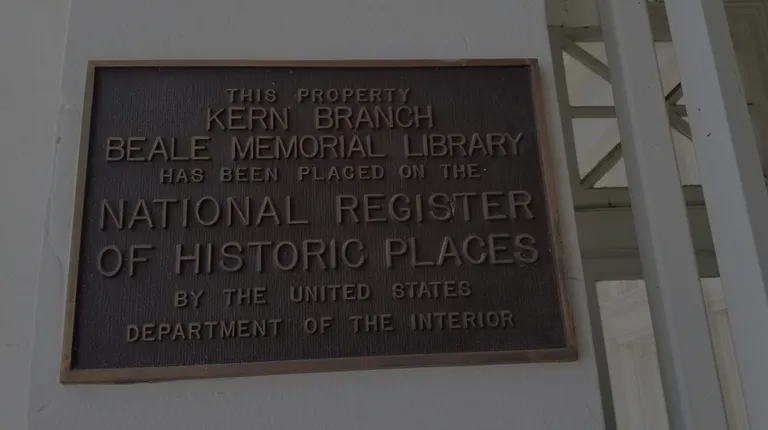 THIS PROPERTY
KERN BRANCH
BEALE MEMORIAL LIBRARY
HAS BEEN PLACED ON THE
NATIONAL REGISTER
OF HISTORIC PLACES
BY THE UNITED STATES
DEPARTMENT OF THE INTERIOR